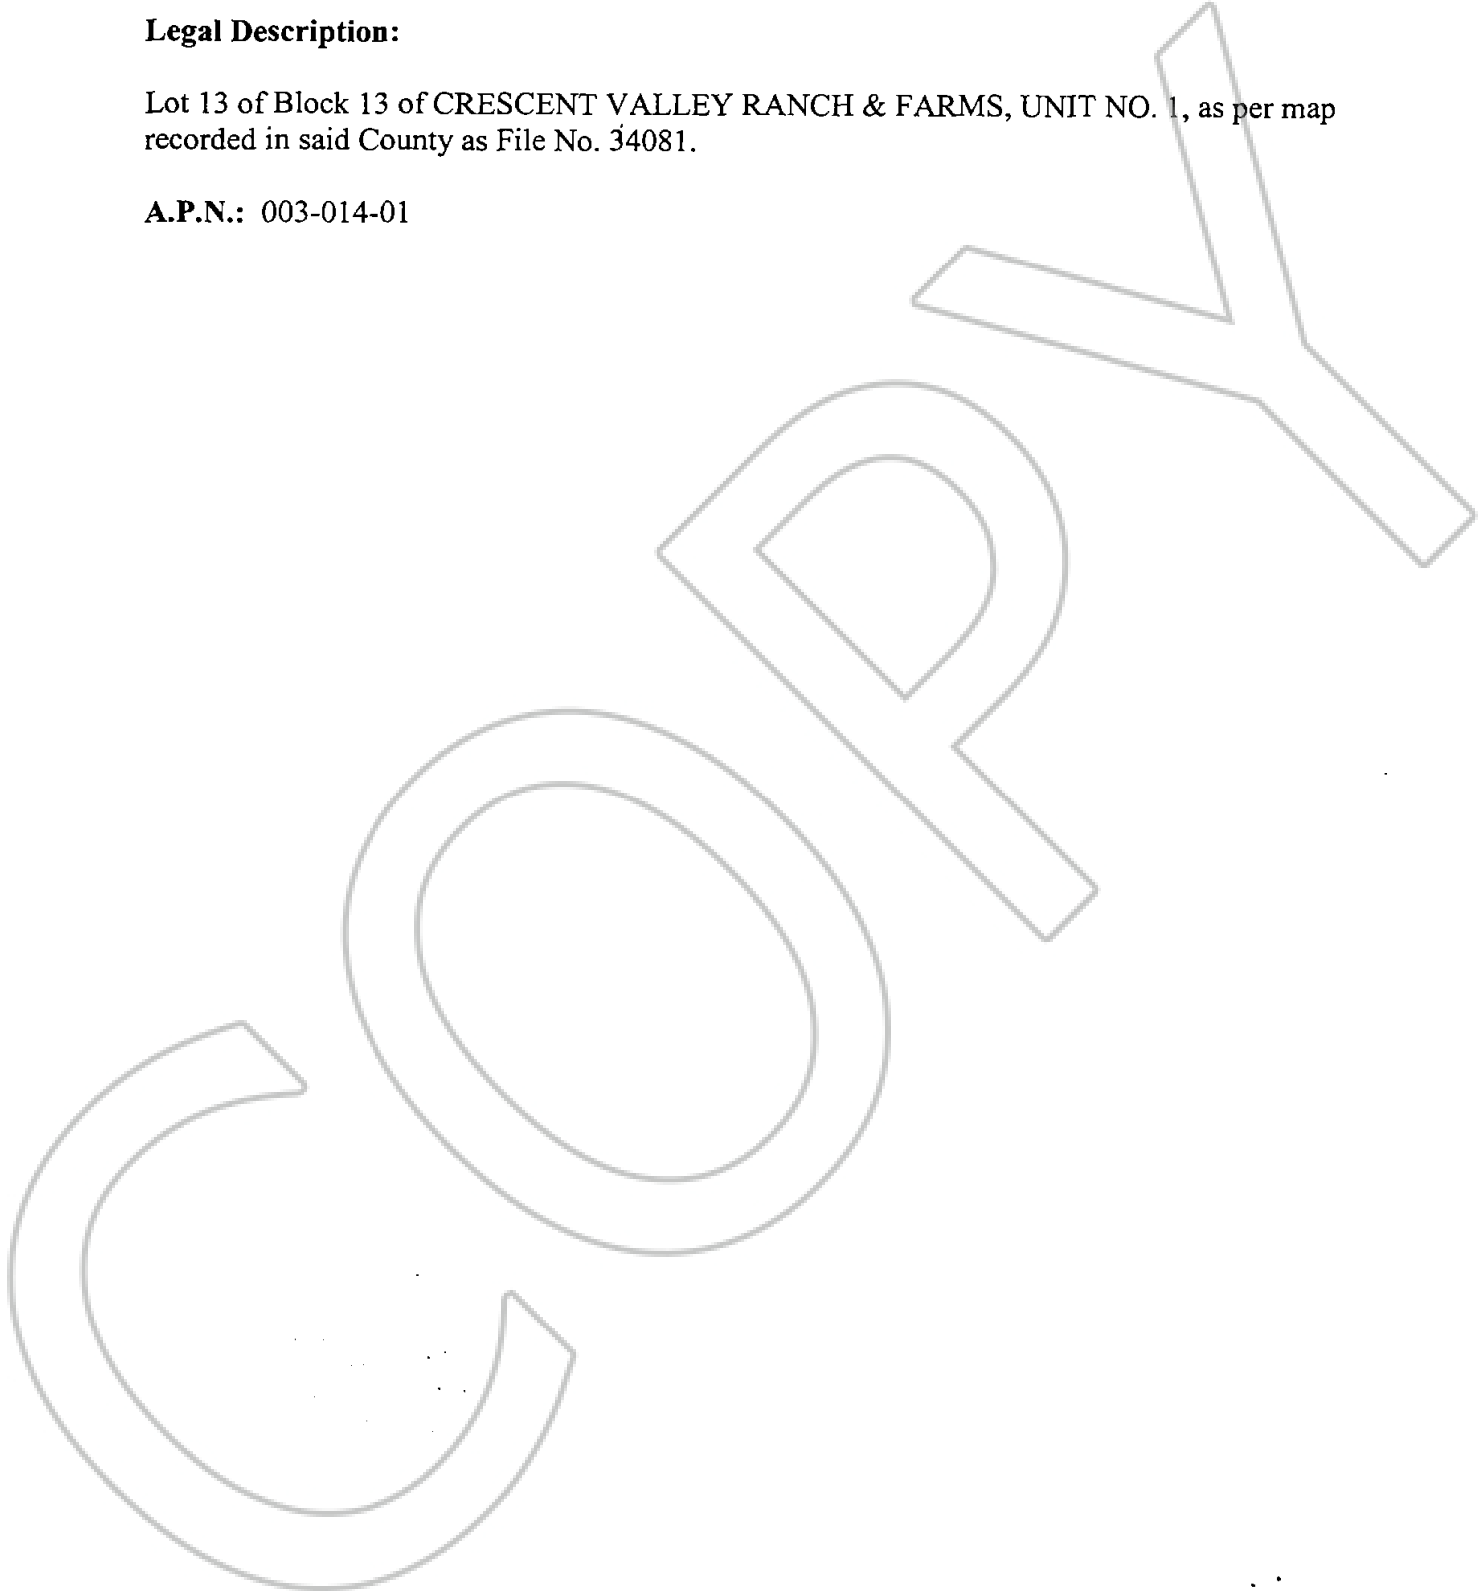 Legal Description:
Lot 13 of Block 13 of CRESCENT VALLEY RANCH & FARMS, UNIT NO. 1, as per map
recorded in said County as File No. 34081.
A.P.N.: 003-014-01
COPY